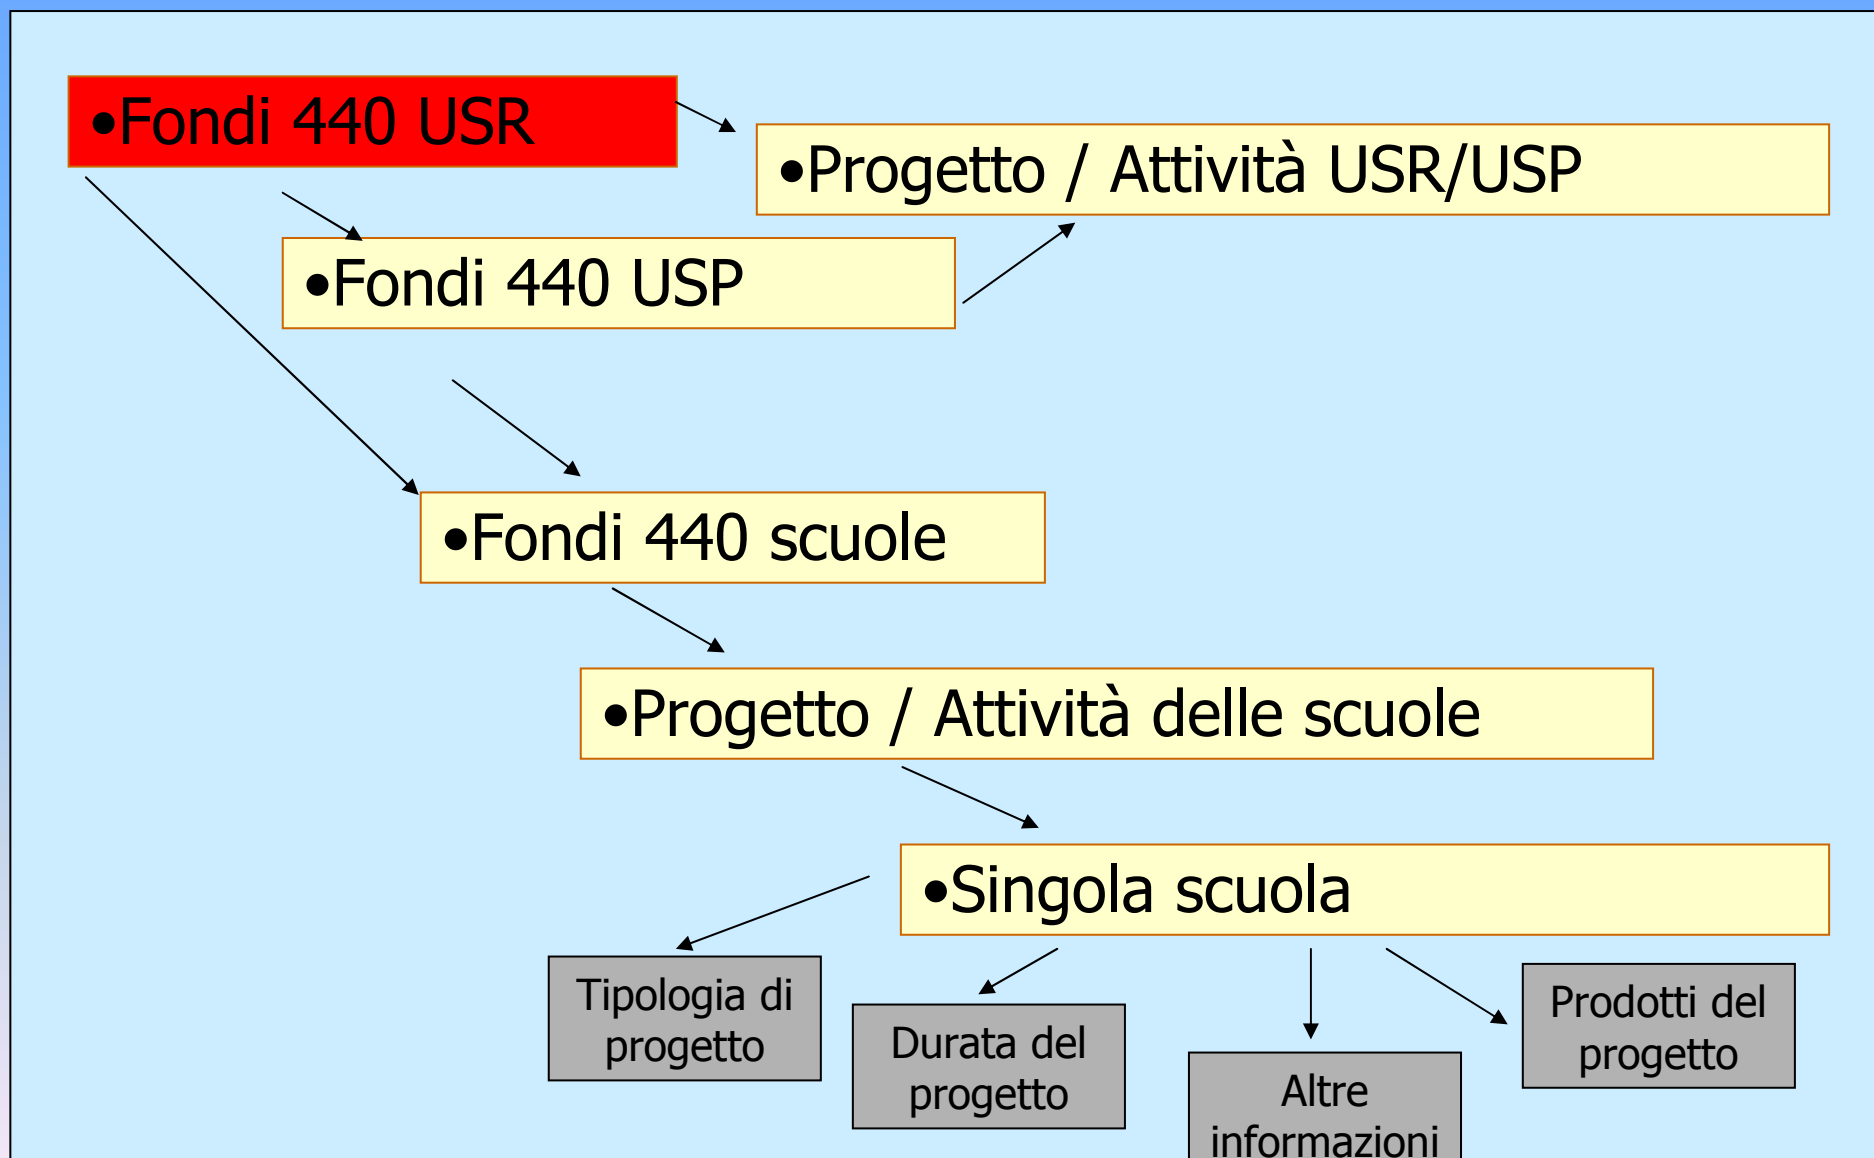 •Fondi 440 USR
•Progetto / Attività USR/USP
•Fondi 440 USP
•Fondi 440 scuole
•Progetto / Attività delle scuole
•Singola scuola
Tipologia di
progetto
Durata del
progetto
Altre
informazioni
Prodotti del
progetto